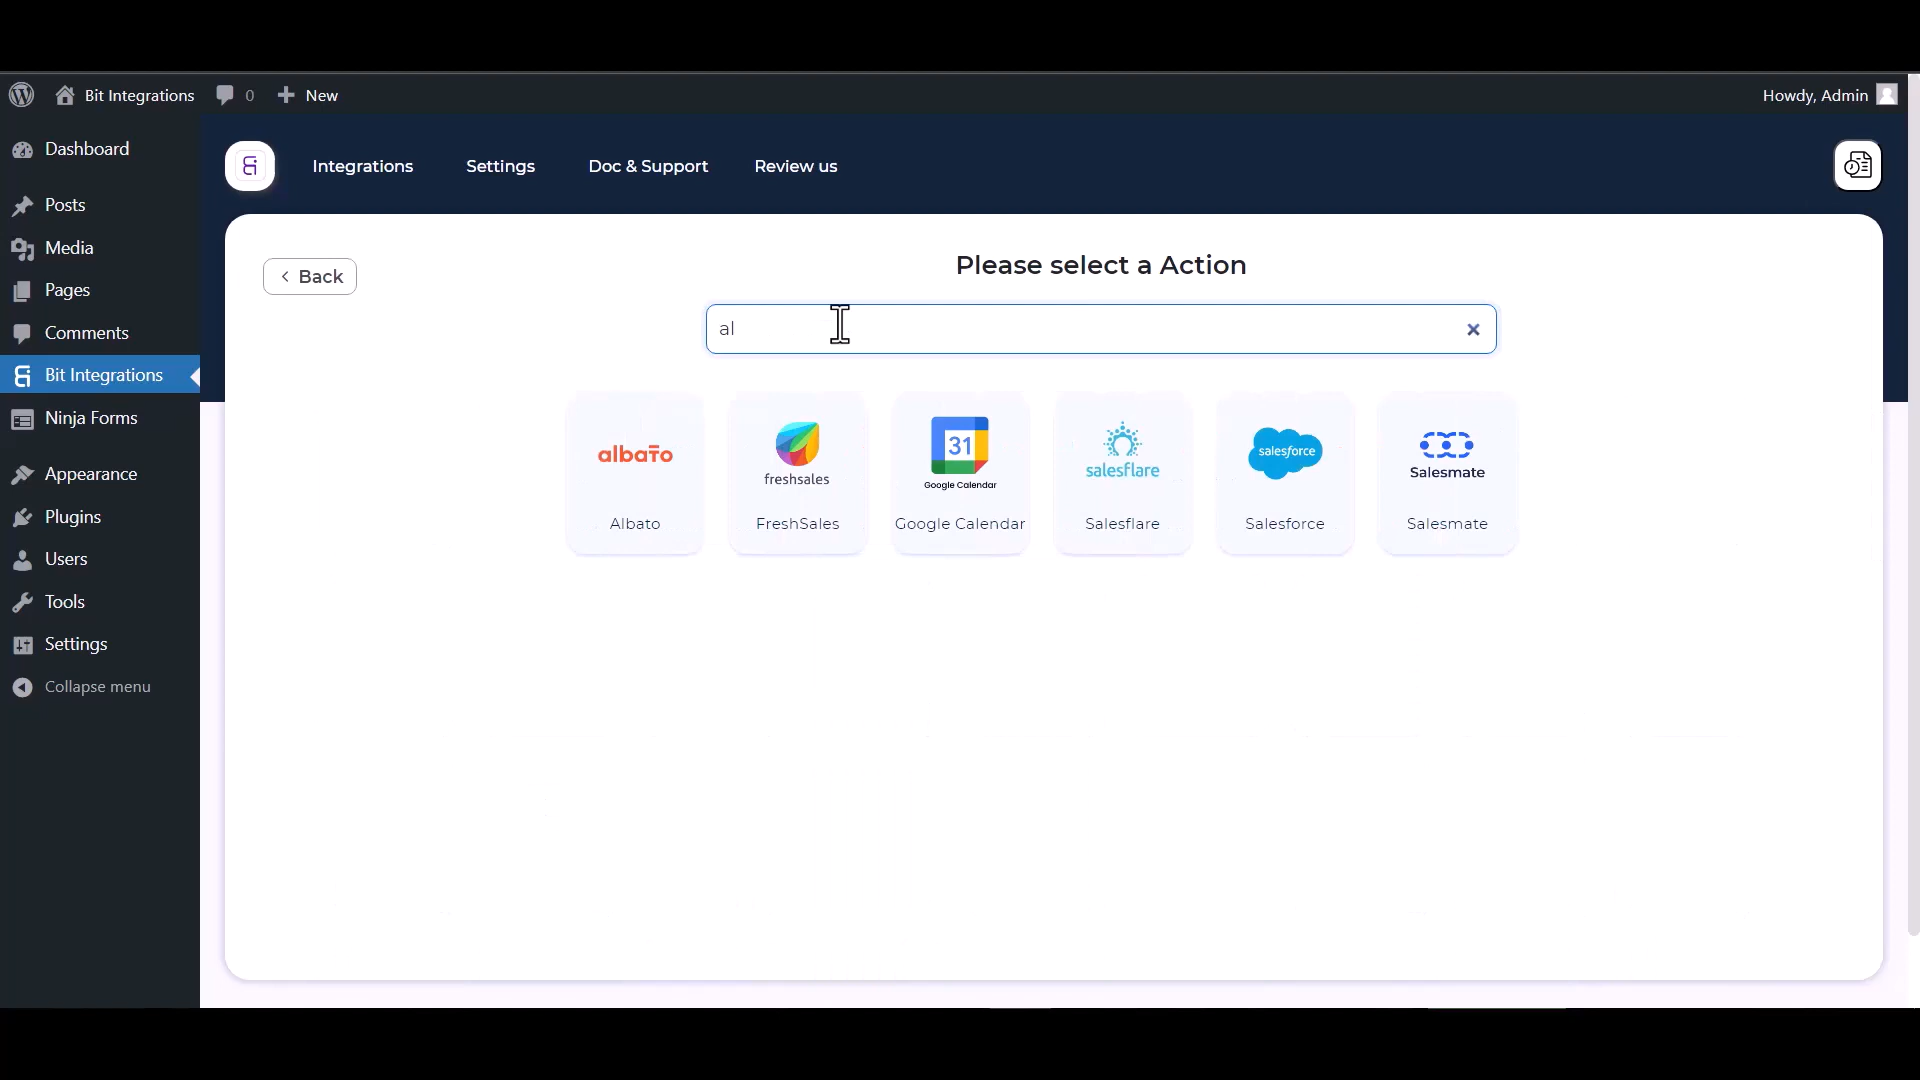 Bit Integrations
0
New
Howdy, Admin
Dashboard
Posts
Media
Pages
Comments
Bit Integrations
Ninja Forms
Appearance
Plugins
Users
Tools
Settings
Collapse menu
Integrations
Settings
Doc & Support
Review us
Back
Please select a Action
al
albato
freshsales
31
Google Calendar
salesflare
salesforce
Salesmate
Albato
FreshSales
Google Calendar
Salesflare
Salesforce
Salesmate